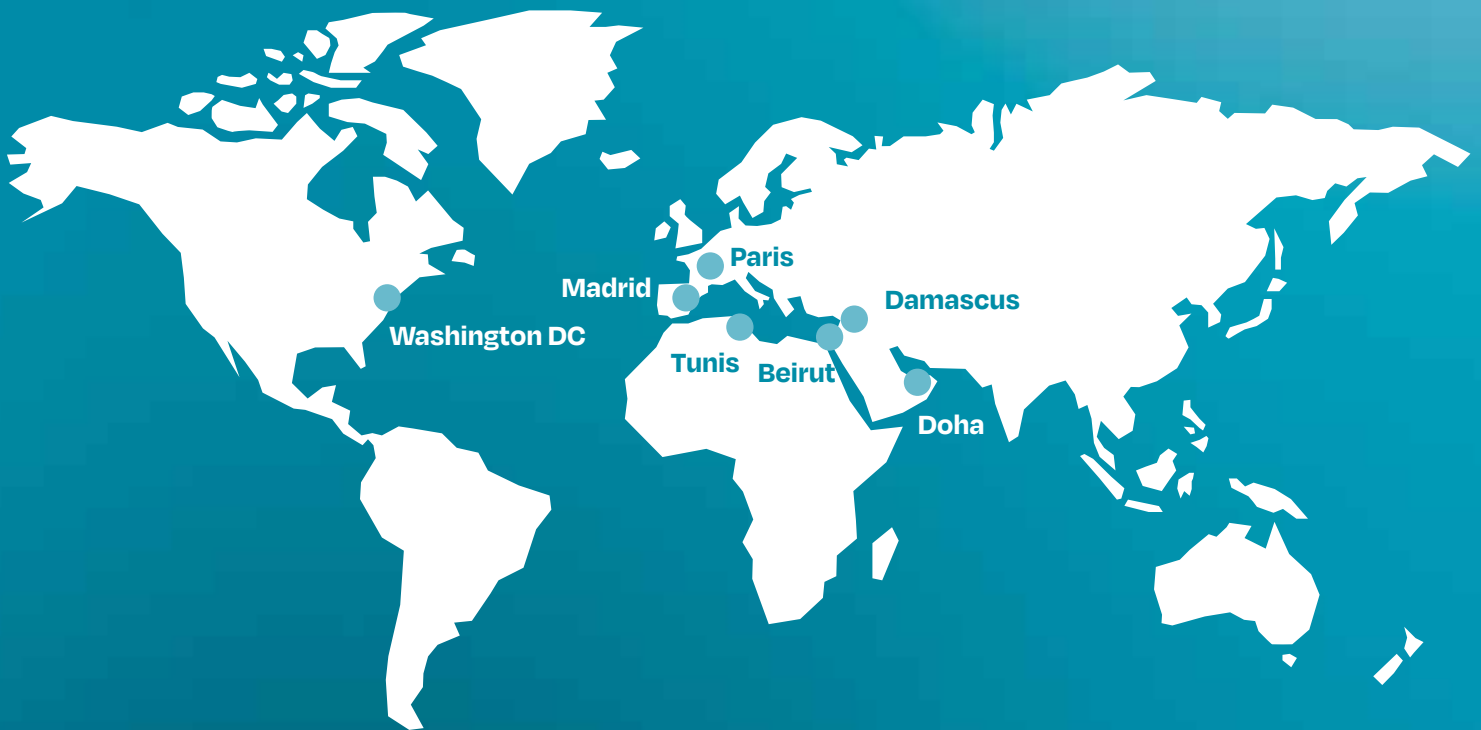 Paris
Madrid
Damascus
Washington DC
Tunis
Beirut
Doha